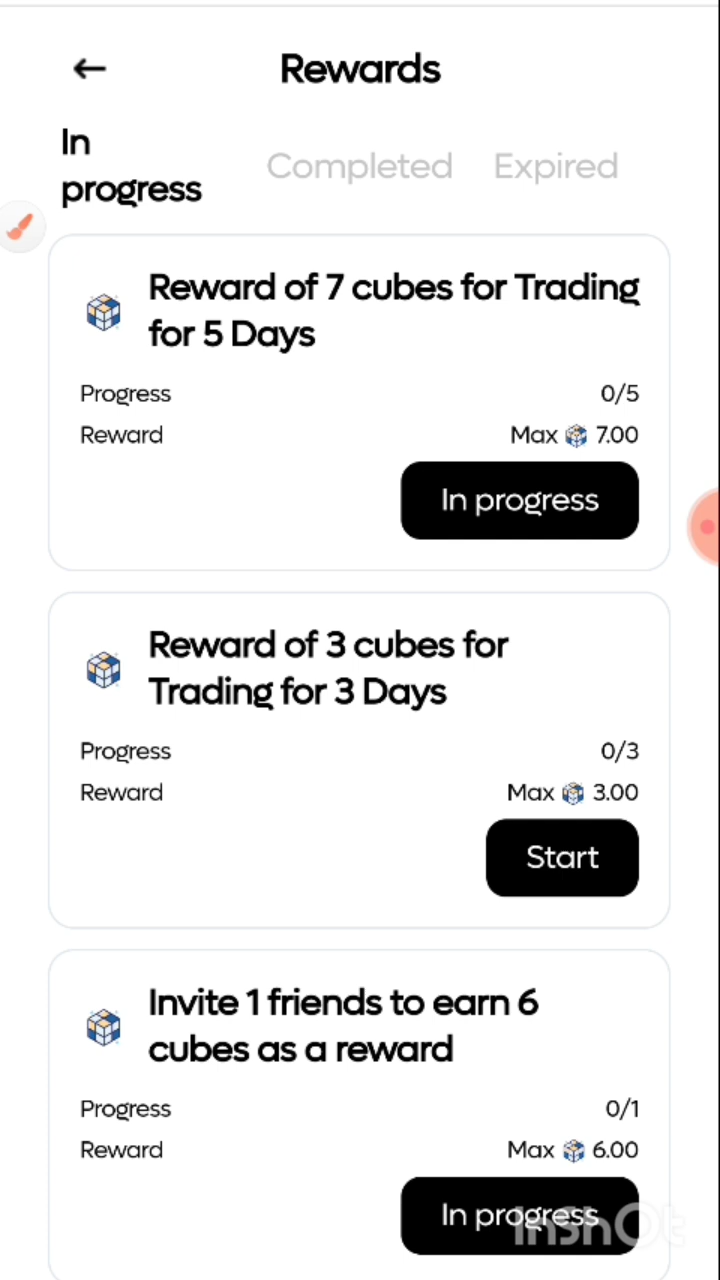 Rewards
In
progress
Completed
Expired
Reward of 7 cubes for Trading
for 5 Days
Progress 0/5
Reward Max 7.00
In progress
Reward of 3 cubes for
Trading for 3 Days
Progress 0/3
Reward Max 3.00
Start
Invite 1 friends to earn 6
cubes as a reward
Progress 0/1
Reward Max 6.00
In progress
InShOt